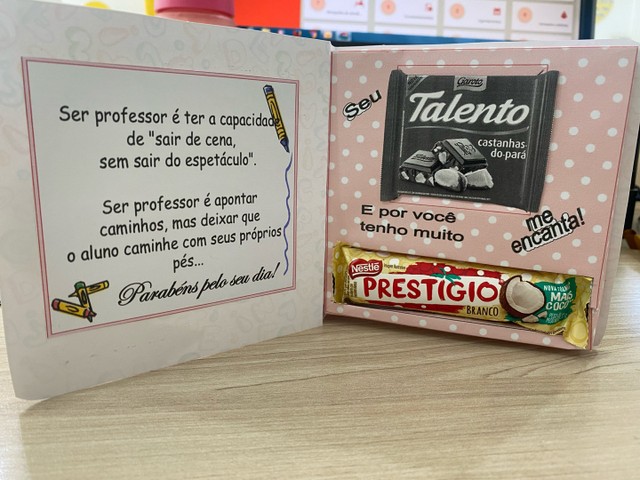 Ser professor é ter a capacidade
de "sair de cena,
sem sair do espetáculo".
Ser professor é apontar
caminhos, mas deixar que
o aluno caminhe com seus próprios
pés...
Parabéns pelo seu dia!
Seu
Garoto
Talento
castanhas-
do-pará
me
encanta!
E por você
tenho muito
Nestlé
PRESTÍGIO
BRANCO
MAIS
COCO